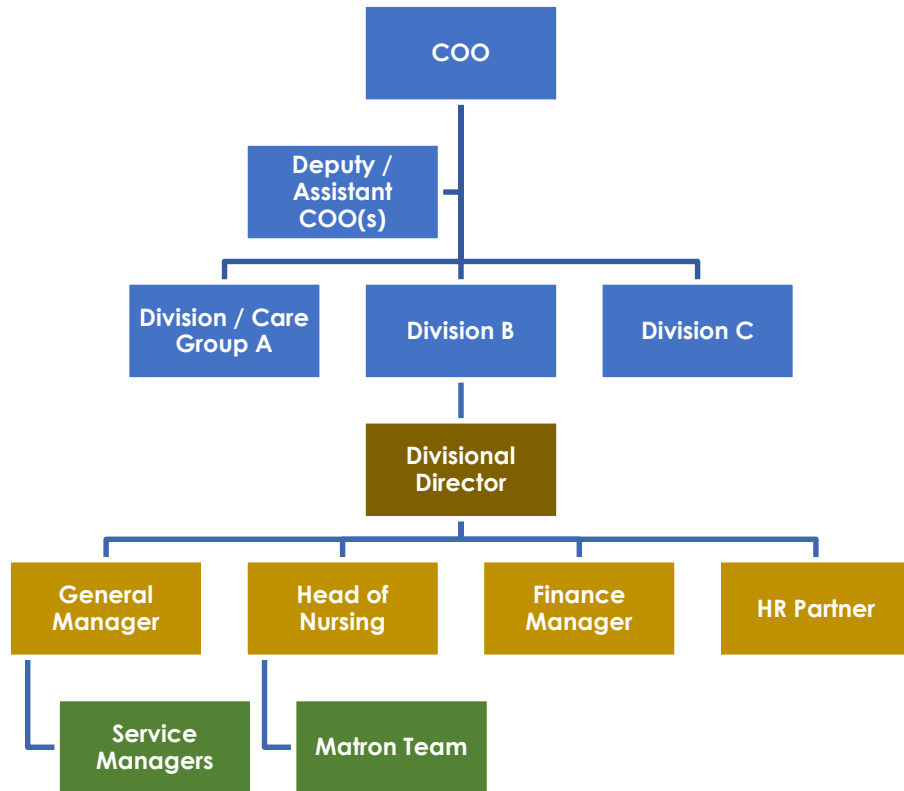 COO
Deputy /
Assistant
COO(s)
Division / Care
Group A
Division B
Division C
Divisional
Director
General
Manager
Head of
Nursing
Finance
Manager
HR Partner
Service
Managers
Matron Team